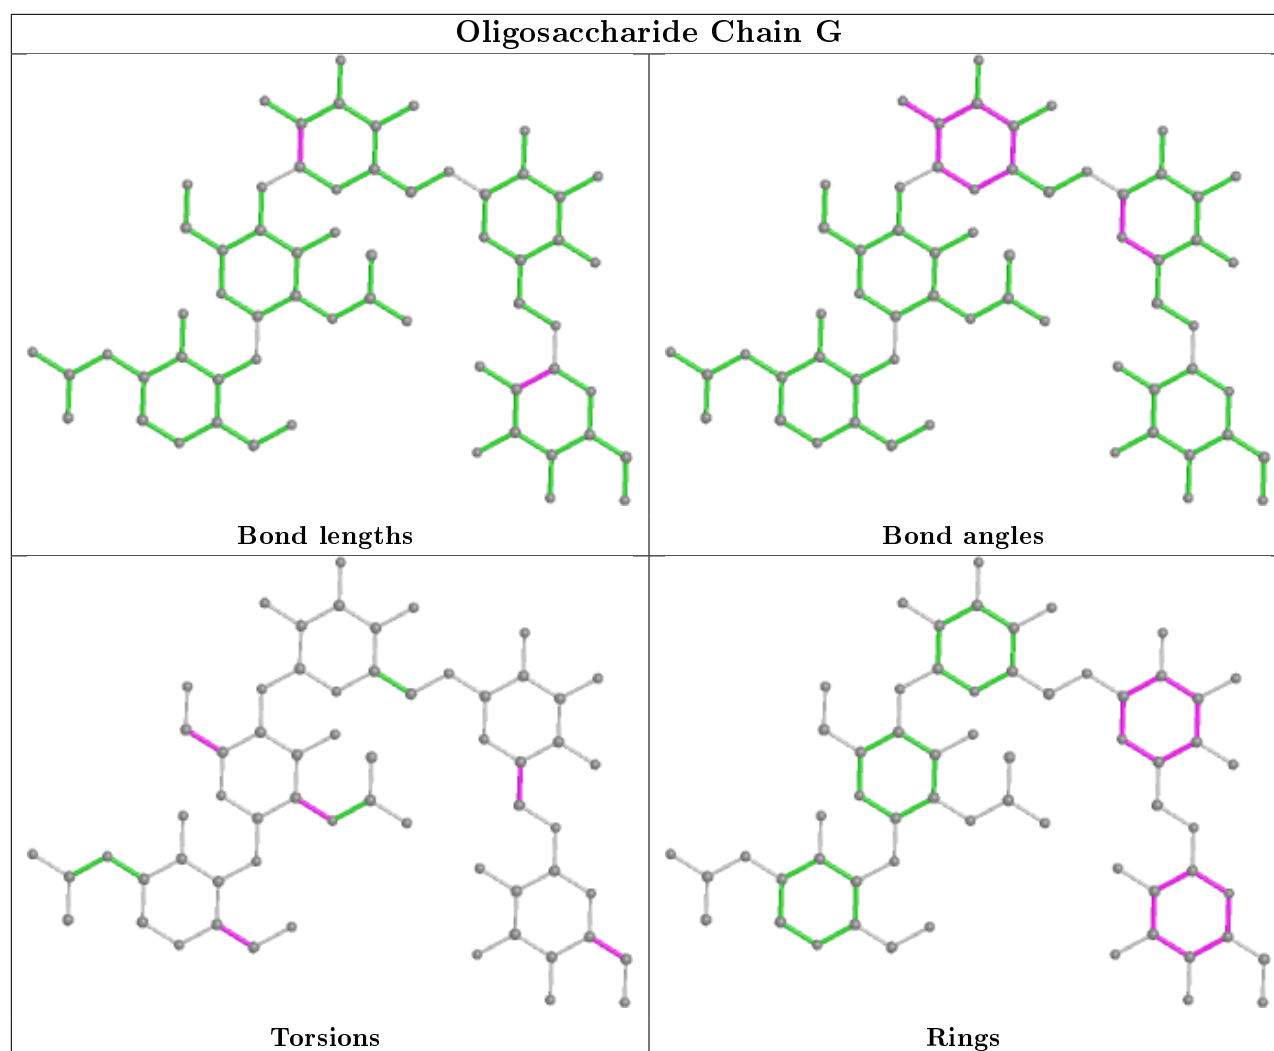 Oligosaccharide Chain G
Bond lengths
Bond angles
Torsions
Rings